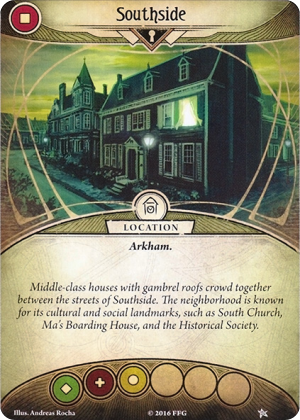 Southside
LOCATION
Arkham.
Middle-class houses with gambrel roofs crowd together
between the streets of Southside. The neighborhood is known
for its cultural and social landmarks, such as South Church,
Ma's Boarding House, and the Historical Society.
Illus. Andreas Rocha
© 2016 FFG